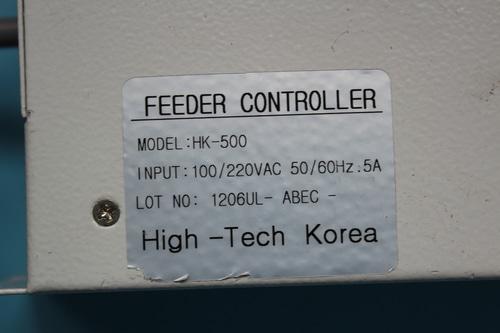 FEEDER CONTROLLER
MODEL:HK-500
INPUT:100/220VAC 50/60Hz.5A
LOT NO: 1206UL- ABEC -
High -Tech Korea